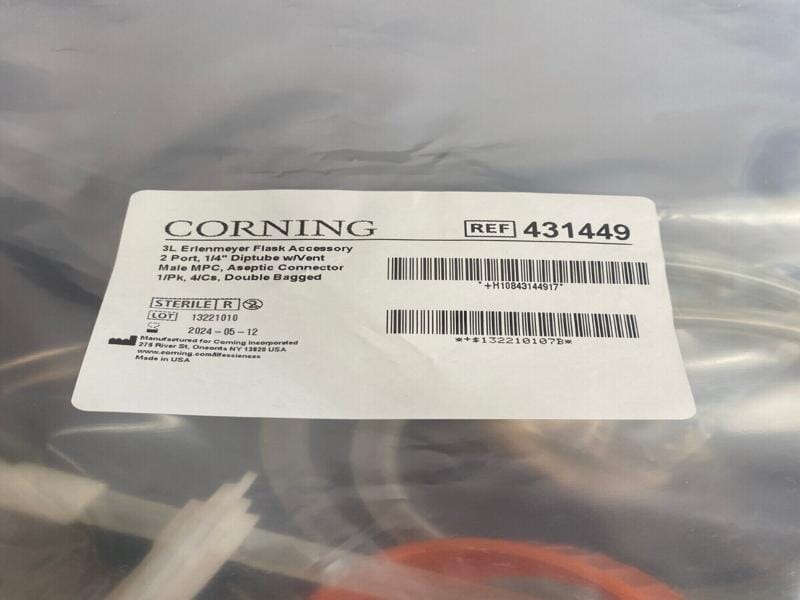 CORNING
REF 431449
3L Erlenmeyer Flask Accessory
2 Port, 1/4" Diptube w/Vent
Male MPC, Aseptic Connector
1/Pk, 4/Cs, Double Bagged
*+H10843144917*
STERILE R 2
LOT 13221010
2024-05-12
*+$132210107B*
Manufactured for Corning Incorporated
275 River St, Oneonta NY 13820 USA
www.corning.com/lifesciences
Made in USA